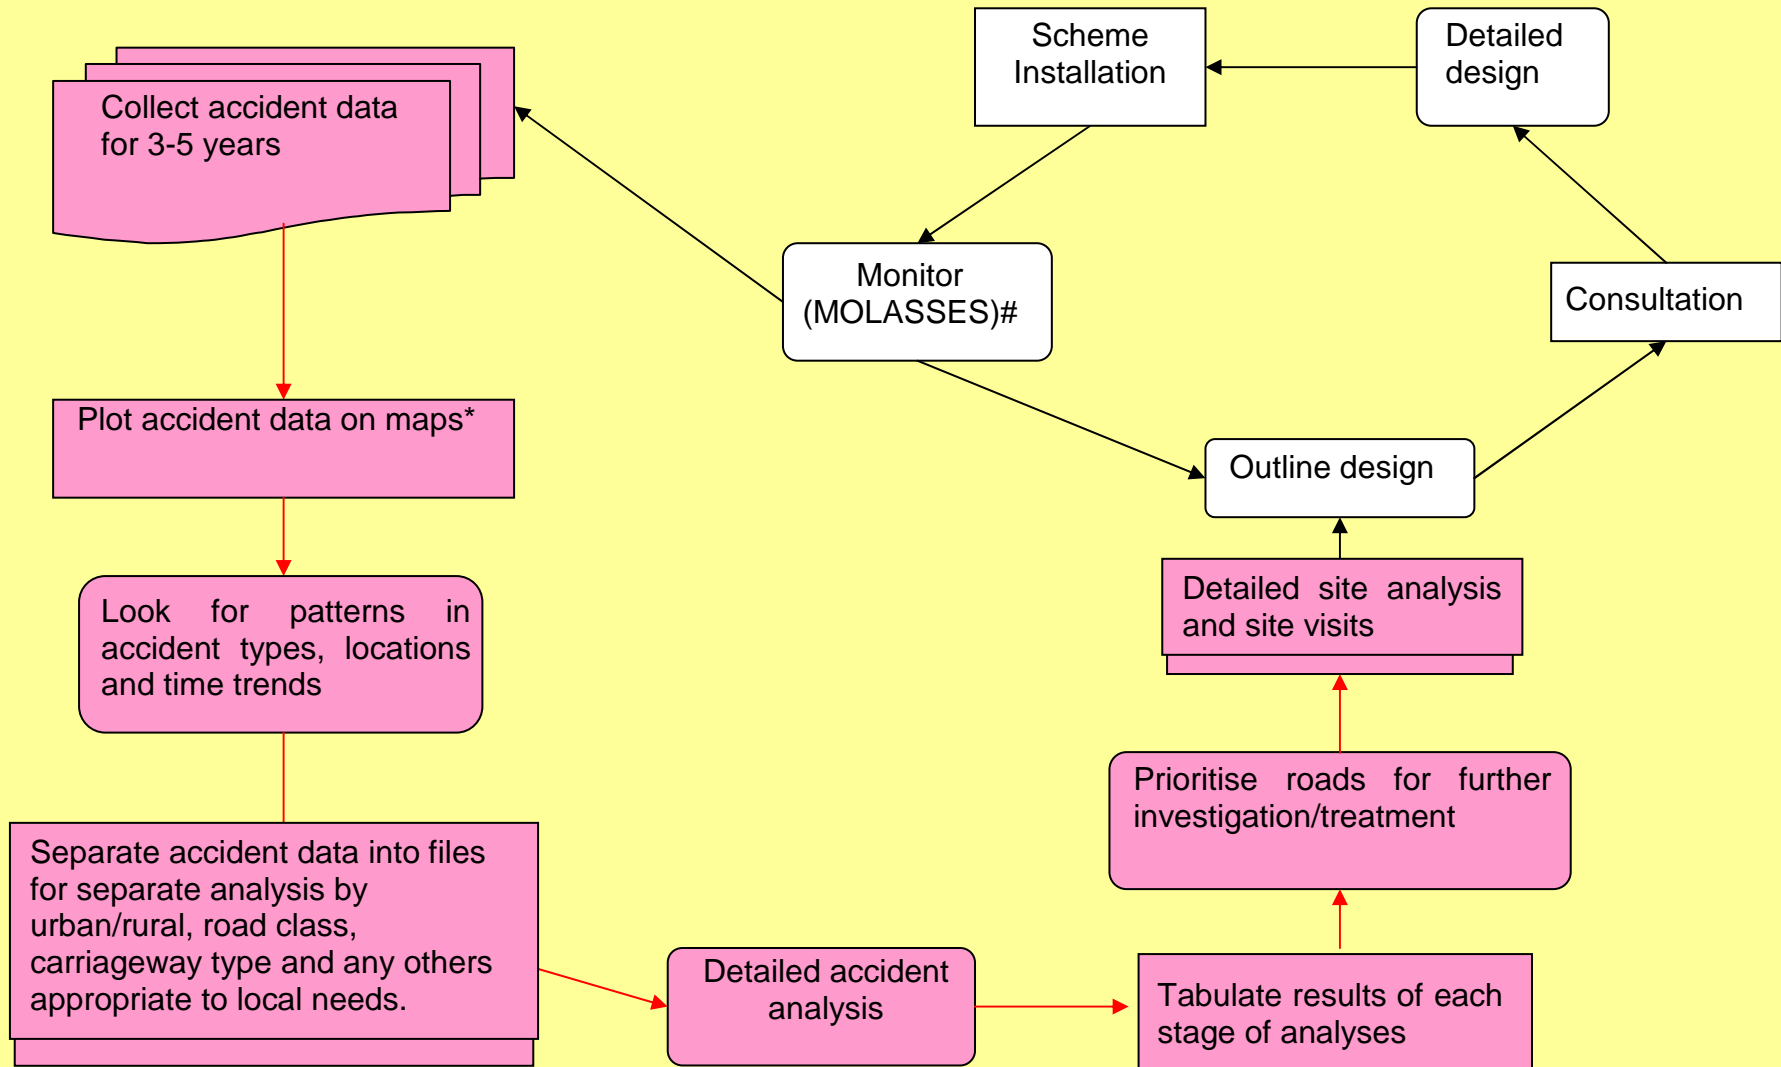 Collect accident data
for 3-5 years
Plot accident data on maps*
Look for patterns in
accident types, locations
and time trends
Separate accident data into files
for separate analysis by
urban/rural, road class,
carriageway type and any others
appropriate to local needs.
Detailed accident
analysis
Tabulate results of each
stage of analyses
Prioritise roads for further
investigation/treatment
Detailed site analysis
and site visits
Outline design
Consultation
Detailed
design
Scheme
Installation
Monitor
(MOLASSES)#